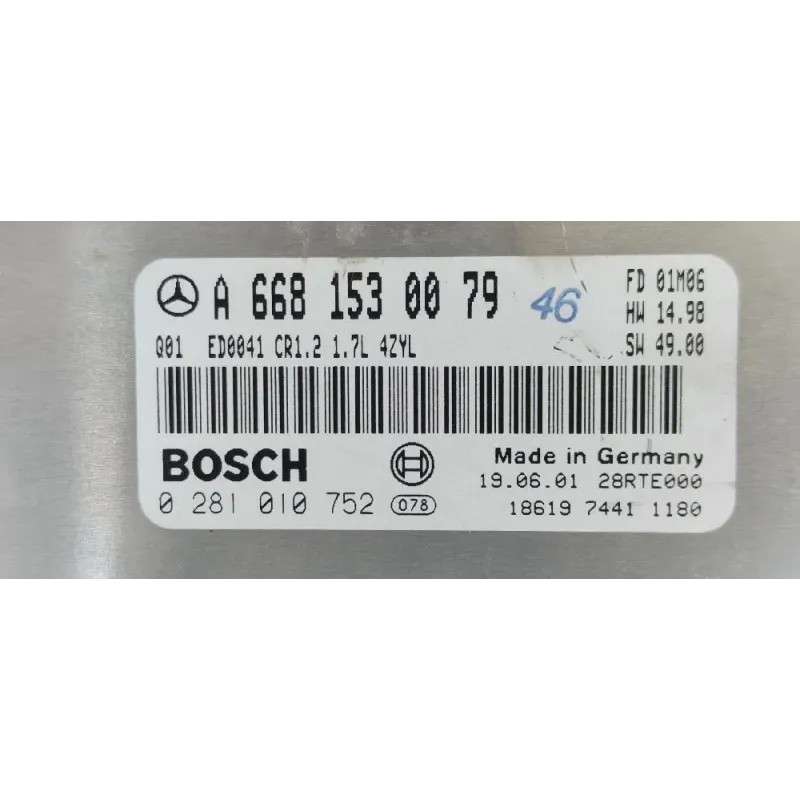 A 668 153 00 79 46 FD 01M06
HW 14.98
Q01 ED0041 CR1.2 1.7L 4ZYL SW 49.00
BOSCH Made in Germany
19.06.01 28RTE000
0 281 010 752 078 18619 7441 1180